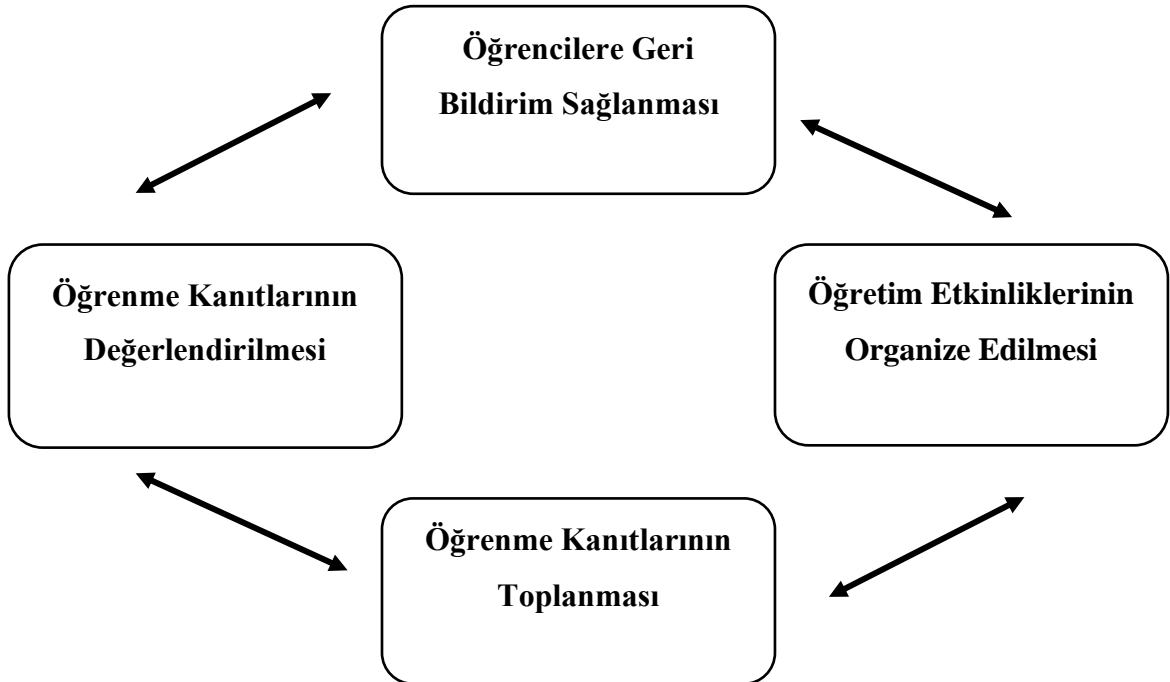 Öğrencilere Geri
Bildirim Sağlanması
Öğrenme Kanıtlarının
Değerlendirilmesi
Öğretim Etkinliklerinin
Organize Edilmesi
Öğrenme Kanıtlarının
Toplanması